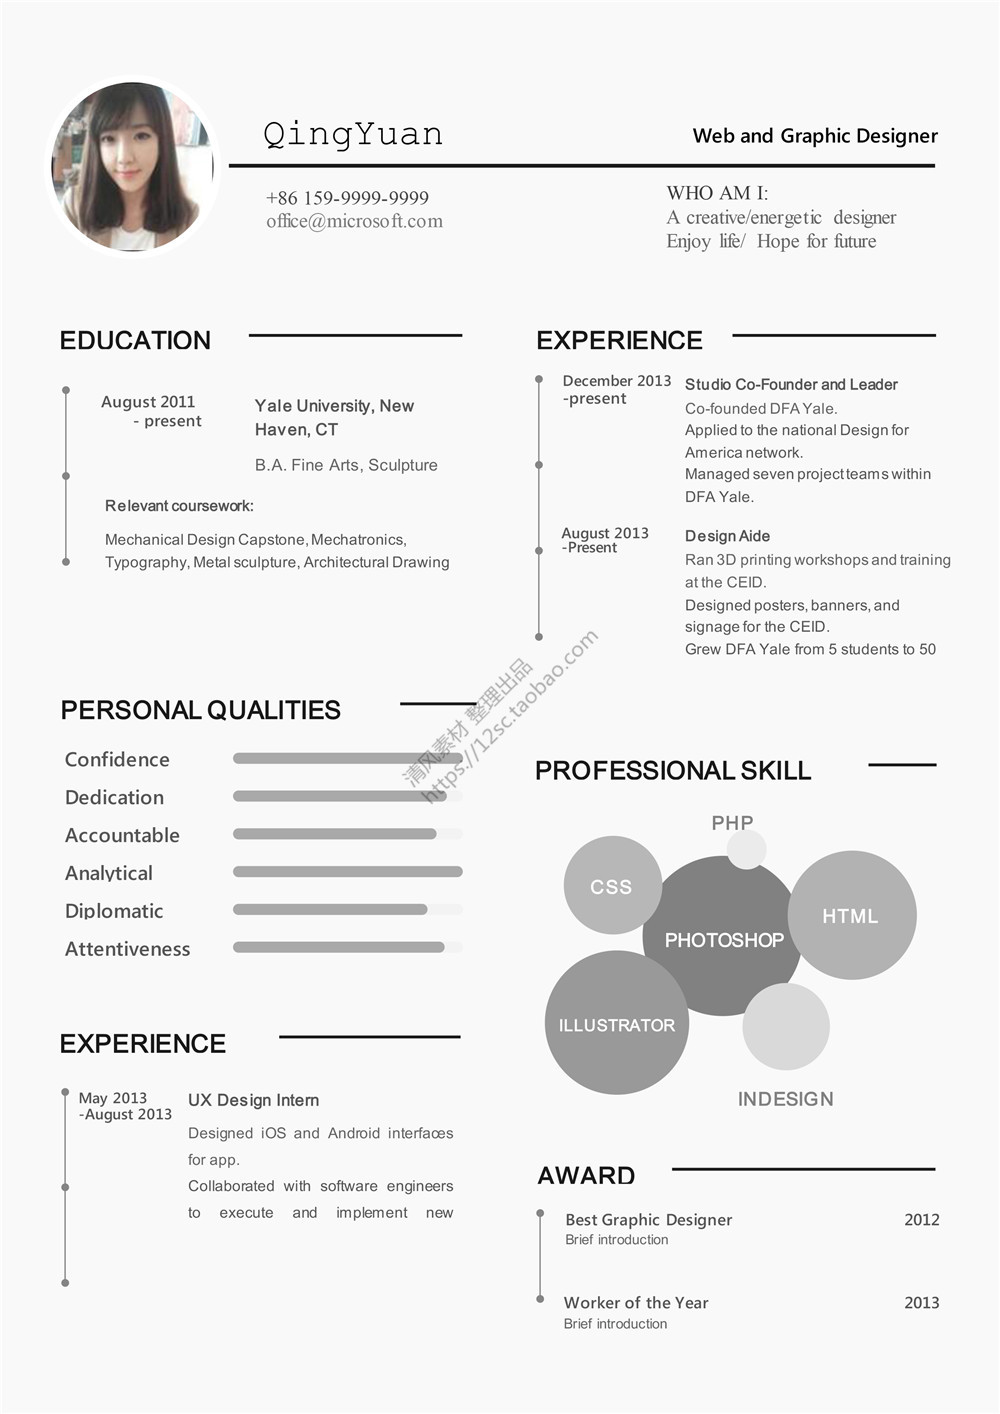 QingYuan
Web and Graphic Designer
+86 159-9999-9999
office@microsoft.com
WHO AM I:
A creative/energetic designer
Enjoy life/ Hope for future
EDUCATION
August 2011
- present
Yale University, New
Haven, CT
B.A. Fine Arts, Sculpture
Relevant coursework:
Mechanical Design Capstone, Mechatronics,
Typography, Metal sculpture, Architectural Drawing
EXPERIENCE
December 2013
-present
Studio Co-Founder and Leader
Co-founded DFA Yale.
Applied to the national Design for
America network.
Managed seven project teams within
DFA Yale.
August 2013
-Present
Design Aide
Ran 3D printing workshops and training
at the CEID.
Designed posters, banners, and
signage for the CEID.
Grew DFA Yale from 5 students to 50
清风素材 整理出品
https://12sc.taobao.com
PERSONAL QUALITIES
Confidence
Dedication
Accountable
Analytical
Diplomatic
Attentiveness
PROFESSIONAL SKILL
PHP
CSS
PHOTOSHOP
HTML
ILLUSTRATOR
INDESIGN
EXPERIENCE
May 2013
-August 2013
UX Design Intern
Designed iOS and Android interfaces
for app.
Collaborated with software engineers
to execute and implement new
AWARD
Best Graphic Designer
2012
Brief introduction
Worker of the Year
2013
Brief introduction